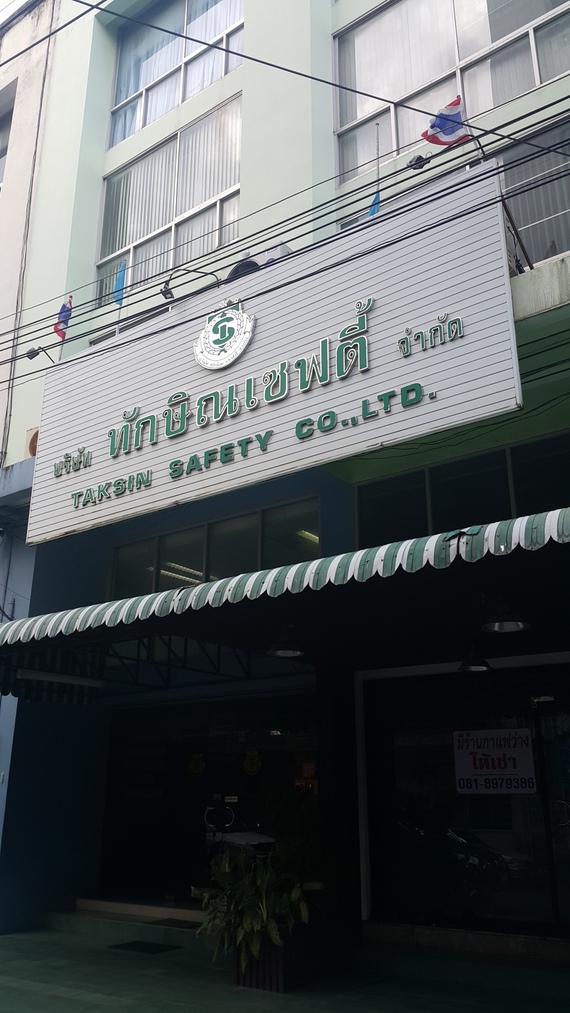 บริษัท ทักษิณเซฟตี้ จำกัด
TAKSIN SAFETY CO.,LTD.
มีร้านกาแฟว่าง
ให้เช่า
081-8979386